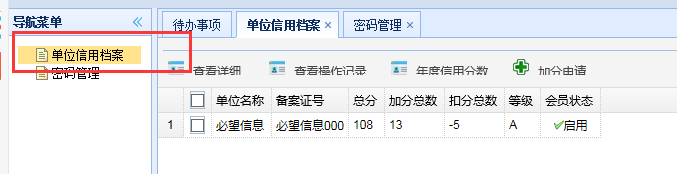 导航菜单
单位信用档案
密码管理
待办事项 单位信用档案 密码管理
查看详细 查看操作记录 年度信用分数 加分申请
单位名称 备案证号 总分 加分总数 扣分总数 等级 会员状态
1 必望信息 必望信息000 108 13 -5 A 启用